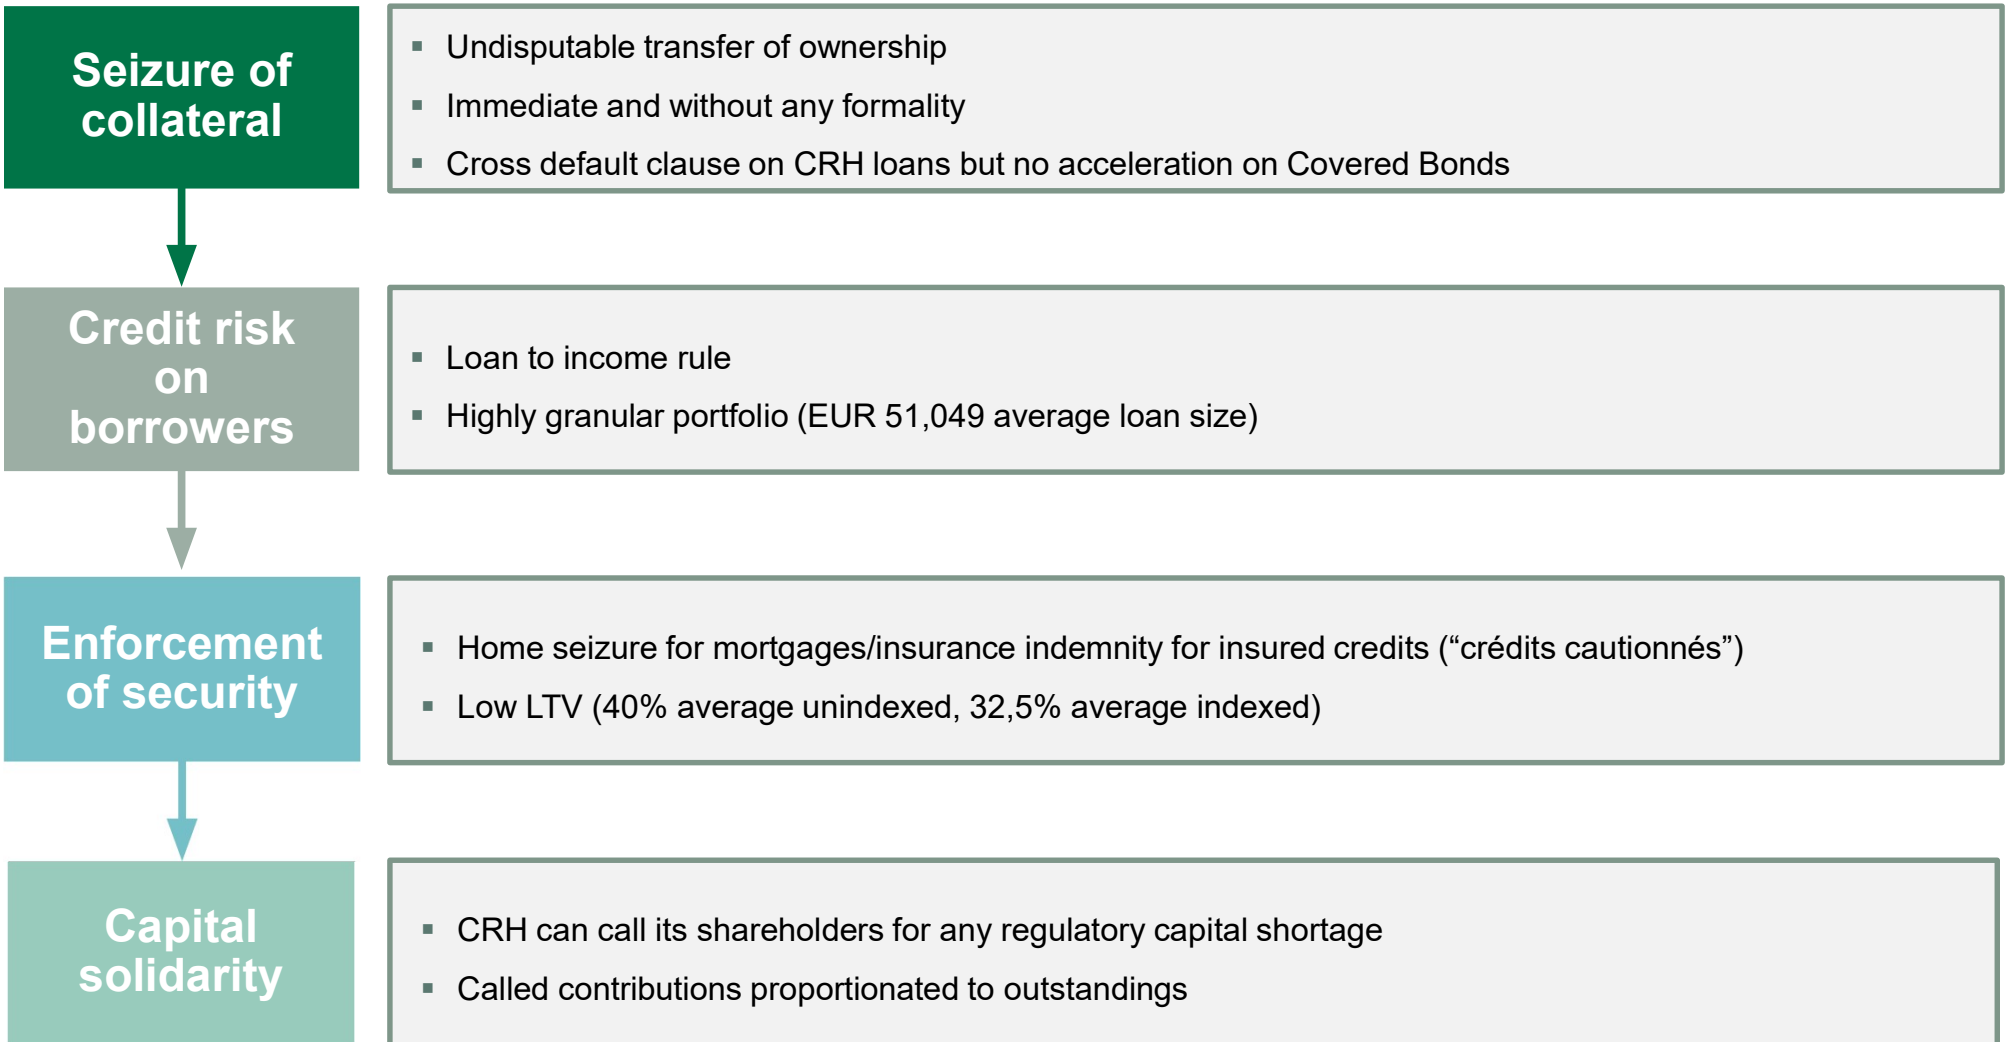 Seizure of
collateral
▪ Undisputable transfer of ownership
▪ Immediate and without any formality
▪ Cross default clause on CRH loans but no acceleration on Covered Bonds
Credit risk
on
borrowers
▪ Loan to income rule
▪ Highly granular portfolio (EUR 51,049 average loan size)
Enforcement
of security
▪ Home seizure for mortgages/insurance indemnity for insured credits (“crédits cautionnés”)
▪ Low LTV (40% average unindexed, 32,5% average indexed)
Capital
solidarity
▪ CRH can call its shareholders for any regulatory capital shortage
▪ Called contributions proportionated to outstandings